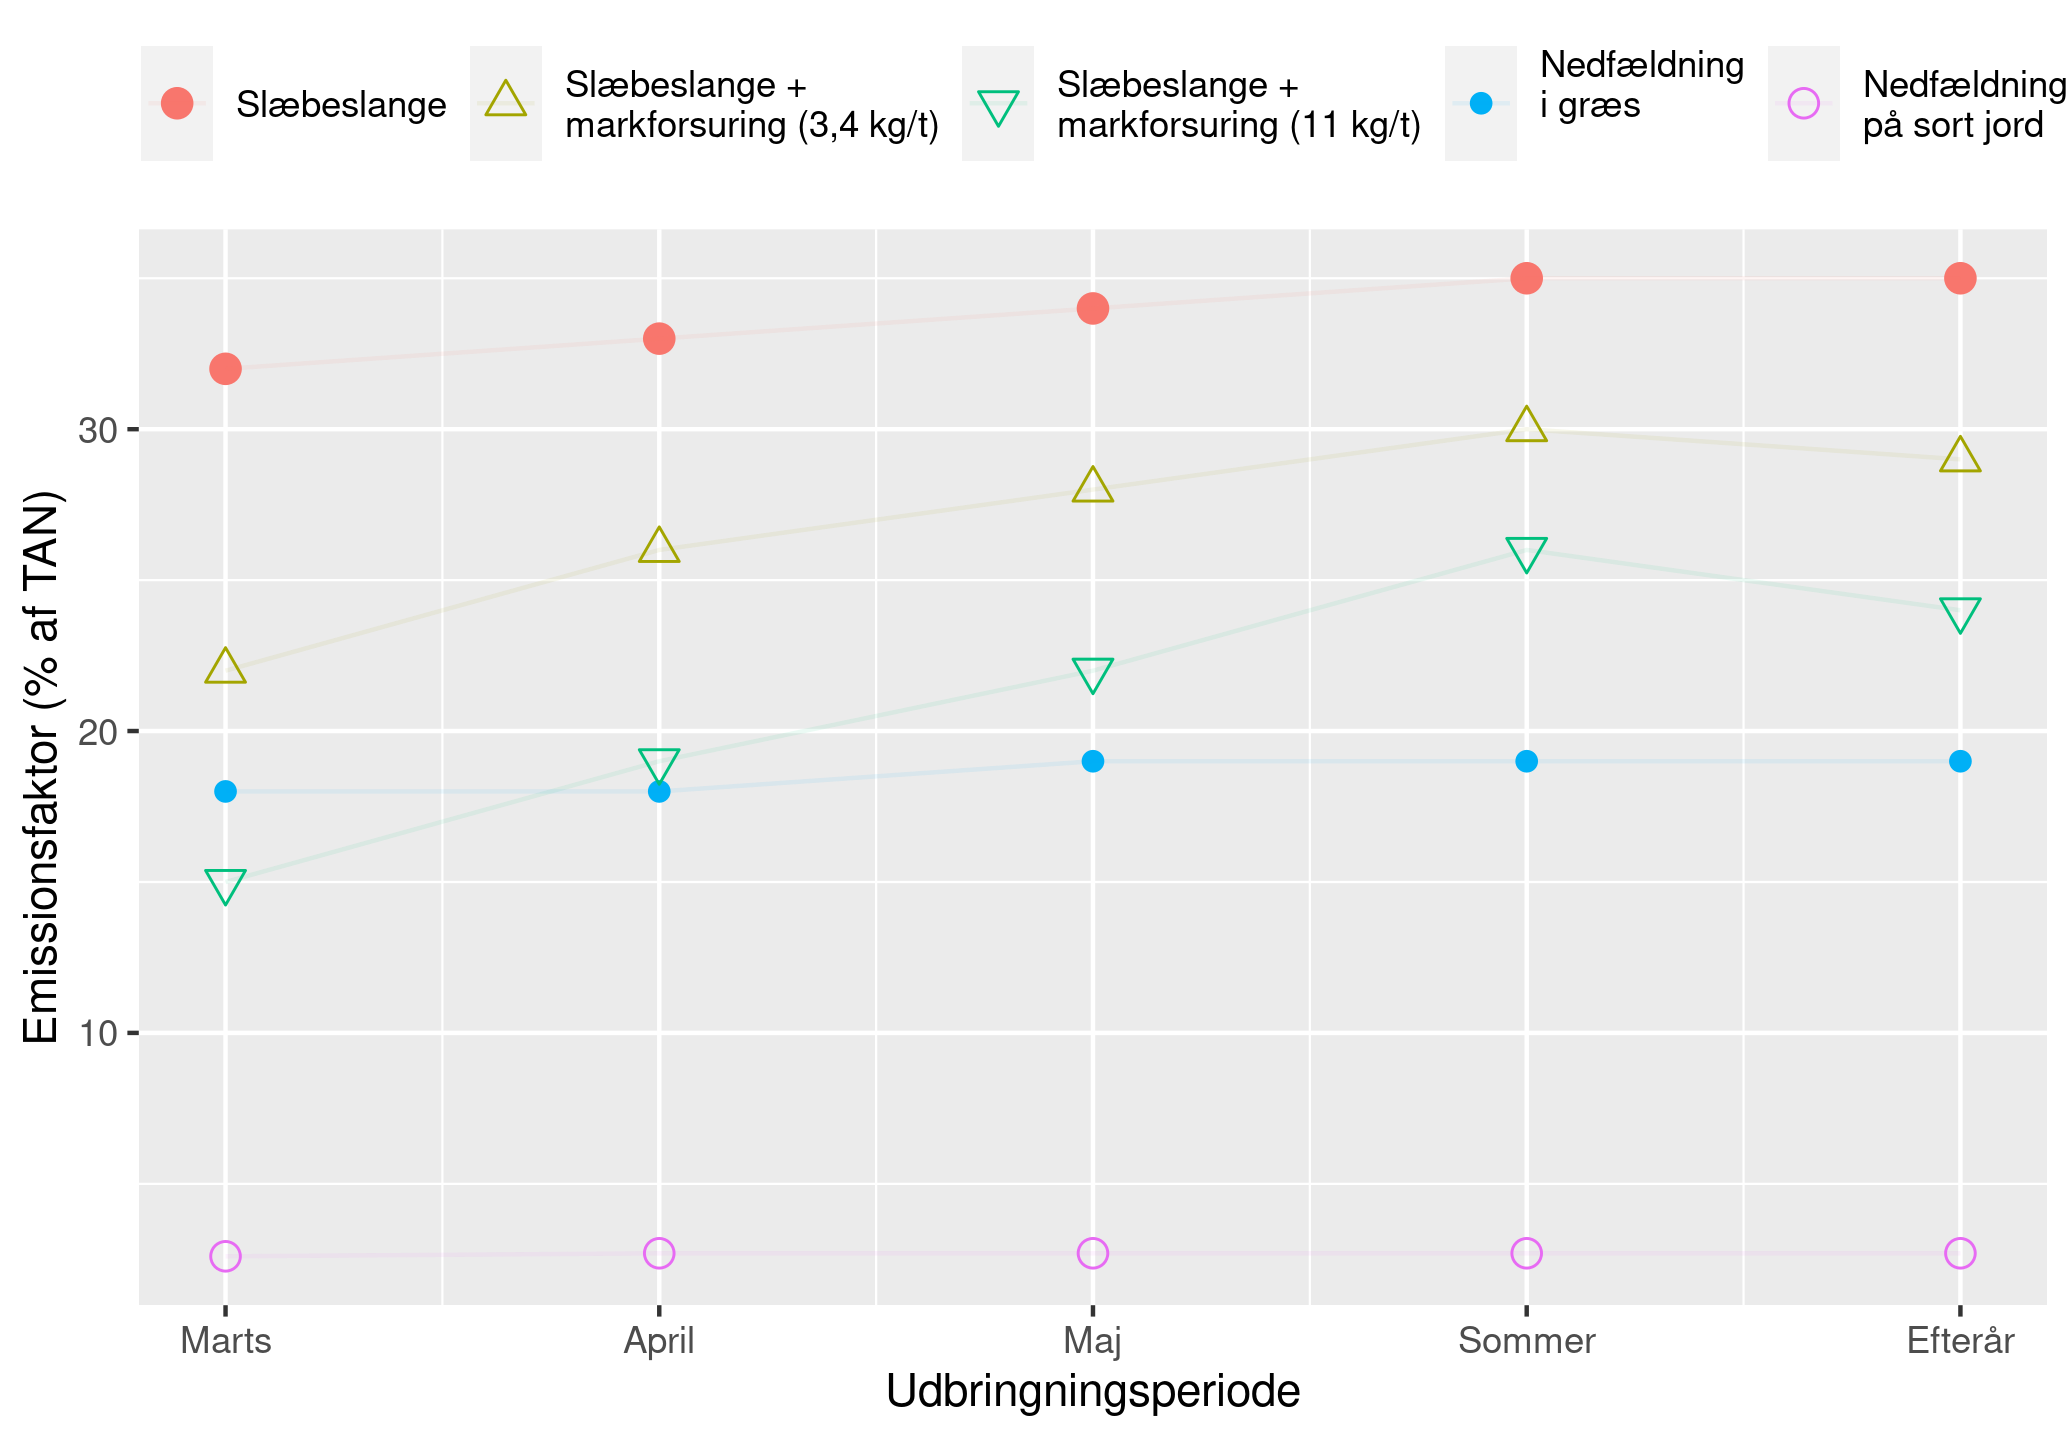 Slæbeslange
Slæbeslange +
markforsuring (3,4 kg/t)
Slæbeslange +
markforsuring (11 kg/t)
Nedfældning
i græs
Nedfældning
på sort jord
Emissionsfaktor (% af TAN)
30
20
10
Marts
April
Maj
Sommer
Efterår
Udbringningsperiode